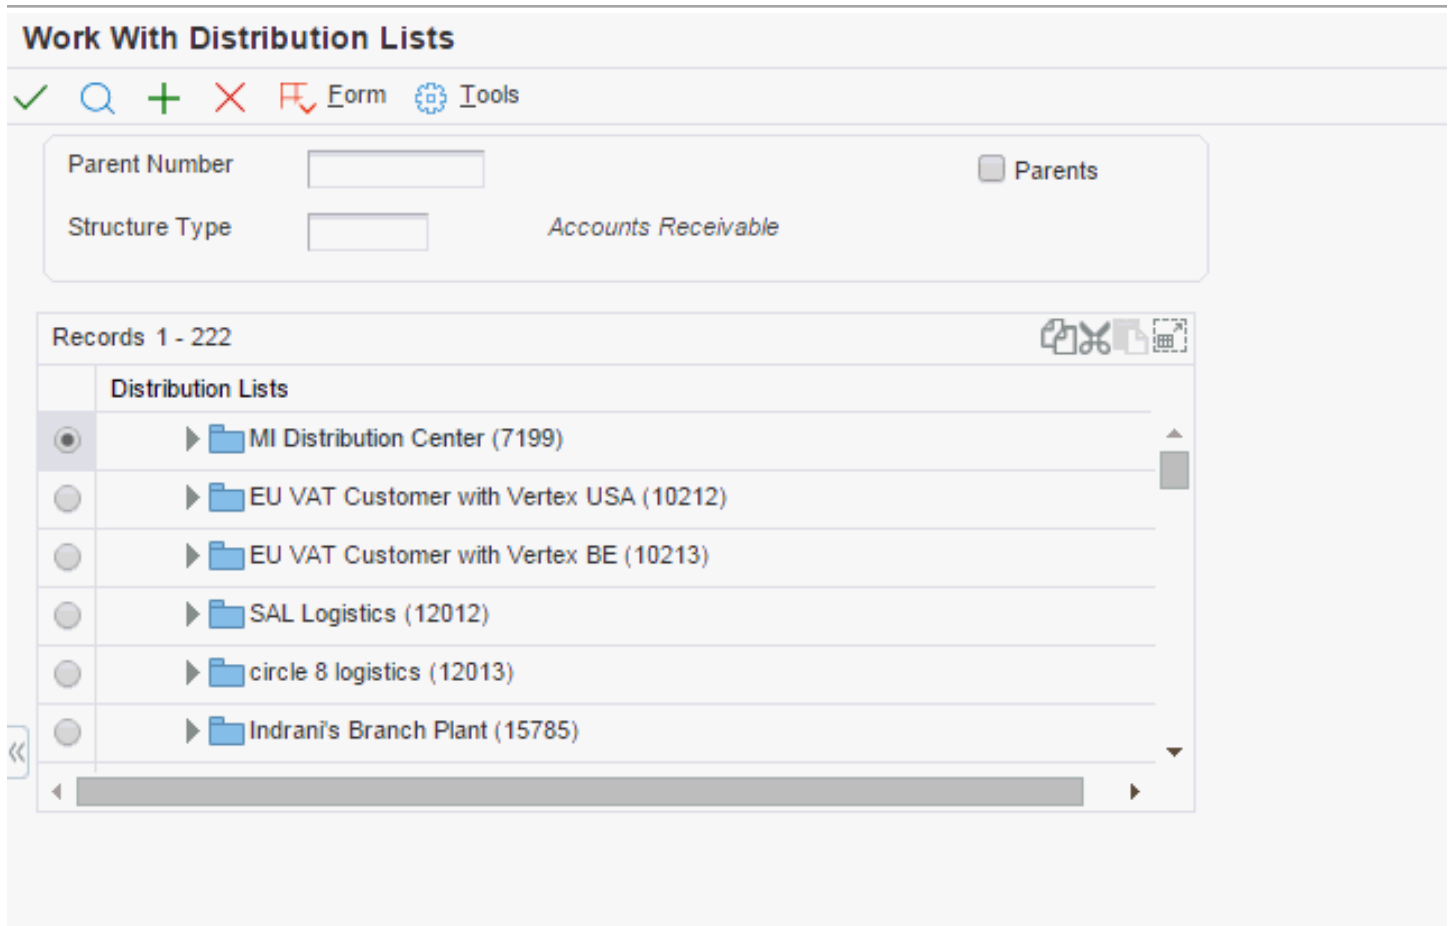 Work With Distribution Lists
Form Tools
Parent Number
Parents
Structure Type Accounts Receivable
Records 1 - 222
Distribution Lists
MI Distribution Center (7199)
EU VAT Customer with Vertex USA (10212)
EU VAT Customer with Vertex BE (10213)
SAL Logistics (12012)
circle 8 logistics (12013)
Indrani's Branch Plant (15785)